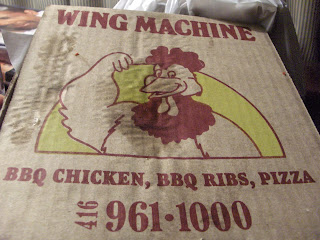 WING MACHINE
BBQ CHICKEN, BBQ RIBS, PIZZA
416 961·1000